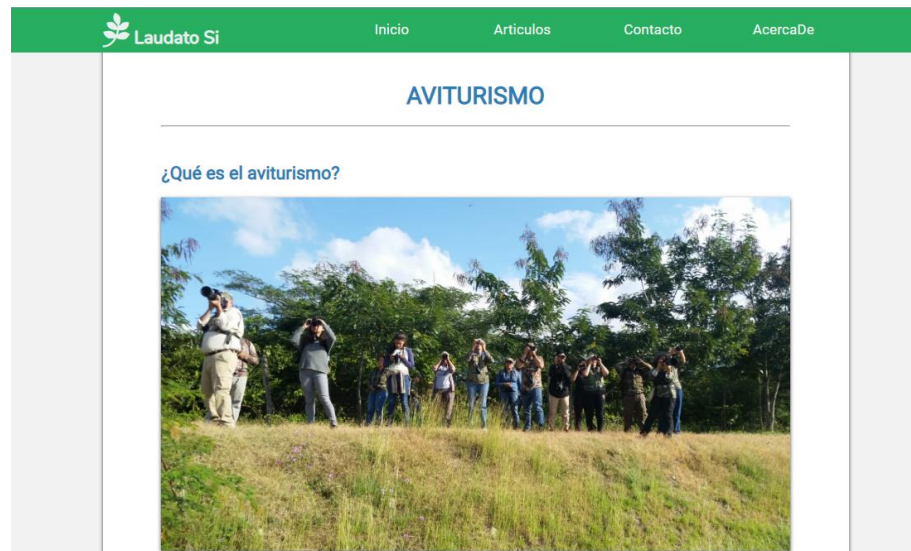 Laudato Si
Inicio Articulos Contacto AcercaDe
AVITURISMO
¿Qué es el aviturismo?